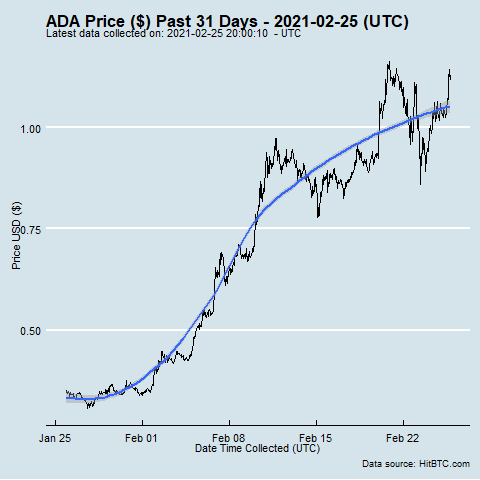 ADA Price ($) Past 31 Days - 2021-02-25 (UTC)
Latest data collected on: 2021-02-25 20:00:10  - UTC
Price USD ($)
1.00
0.75
0.50
Jan 25
Feb 01
Feb 08
Feb 15
Feb 22
Date Time Collected (UTC)
Data source: HitBTC.com